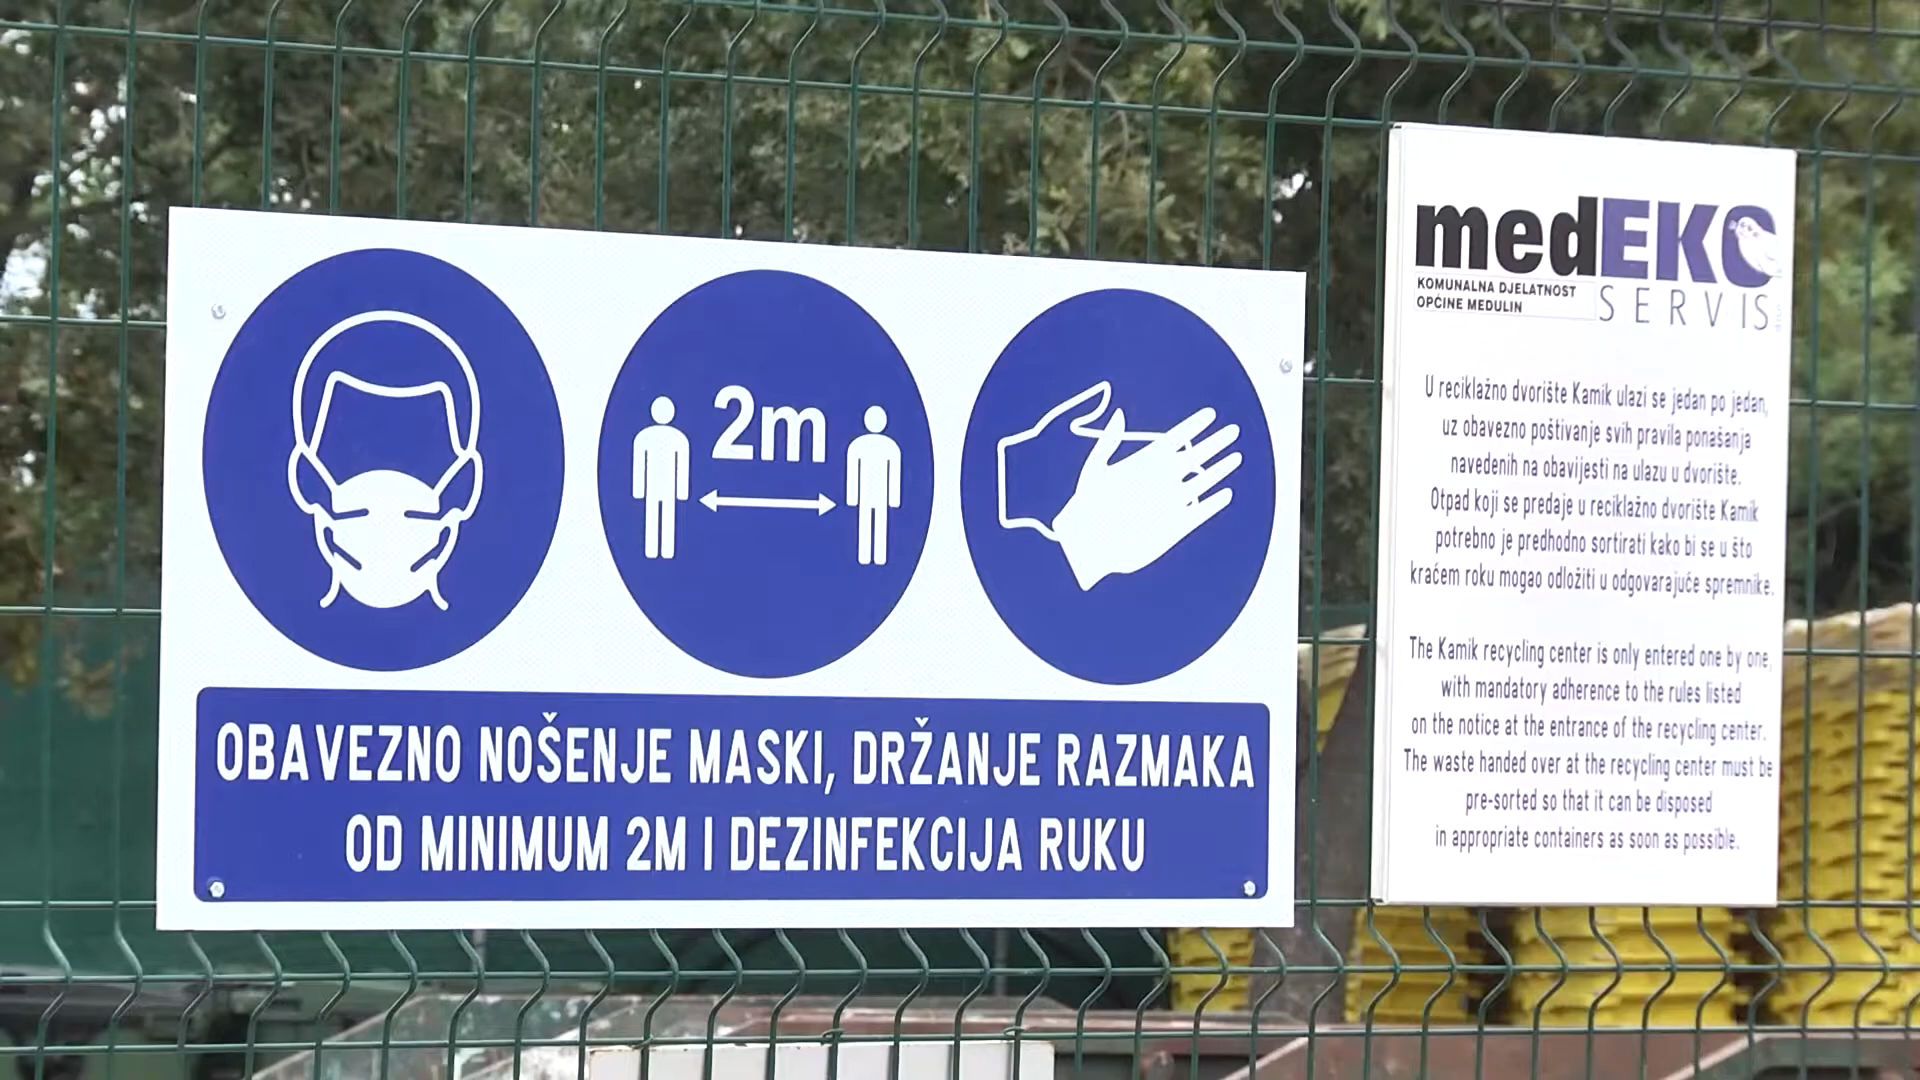 2m
OBAVEZNO NOŠENJE MASKI, DRŽANJE RAZMAKA
OD MINIMUM 2M I DEZINFEKCIJA RUKU
medEKO
KOMUNALNA DJELATNOST
OPĆINE MEDULIN
SERVIS
U reciklažno dvorište Kamik ulazi se jedan po jedan,
uz obavezno poštivanje svih pravila ponašanja
navedenih na obavijesti na ulazu u dvorište.
Otpad koji se predaje u reciklažno dvorište Kamik
potrebno je predhodno sortirati kako bi se u što
kraćem roku mogao odložiti u odgovarajuće spremnike.
The Kamik recycling center is only entered one by one,
with mandatory adherence to the rules listed
on the notice at the entrance of the recycling center.
The waste handed over at the recycling center must be
pre-sorted so that it can be disposed
in appropriate containers as soon as possible.